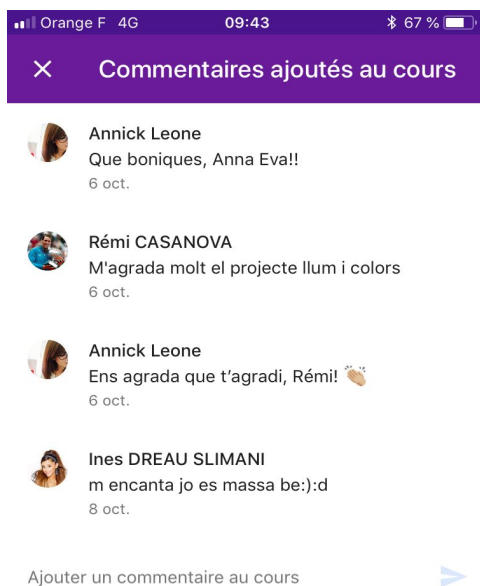 Orange F 4G 09:43 67 %
Commentaires ajoutés au cours
Annick Leone
Que boniques, Anna Eva!!
6 oct.
Rémi CASANOVA
M'agrada molt el projecte llum i colors
6 oct.
Annick Leone
Ens agrada que t'agradi, Rémi! 👏🏼
6 oct.
Ines DREAU SLIMANI
m encanta jo es massa be:):d
8 oct.
Ajouter un commentaire au cours